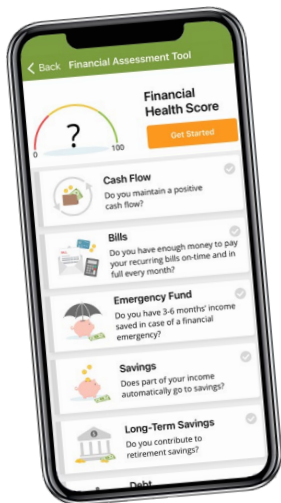 Back Financial Assessment Tool
Financial
Health Score
?
0 100
Get Started
Cash Flow
Do you maintain a positive
cash flow?
Bills
Do you have enough money to pay
your recurring bills on-time and in
full every month?
Emergency Fund
Do you have 3-6 months' income
saved in case of a financial
emergency?
Savings
Does part of your income
automatically go to savings?
Long-Term Savings
Do you contribute to
retirement savings?
Debt